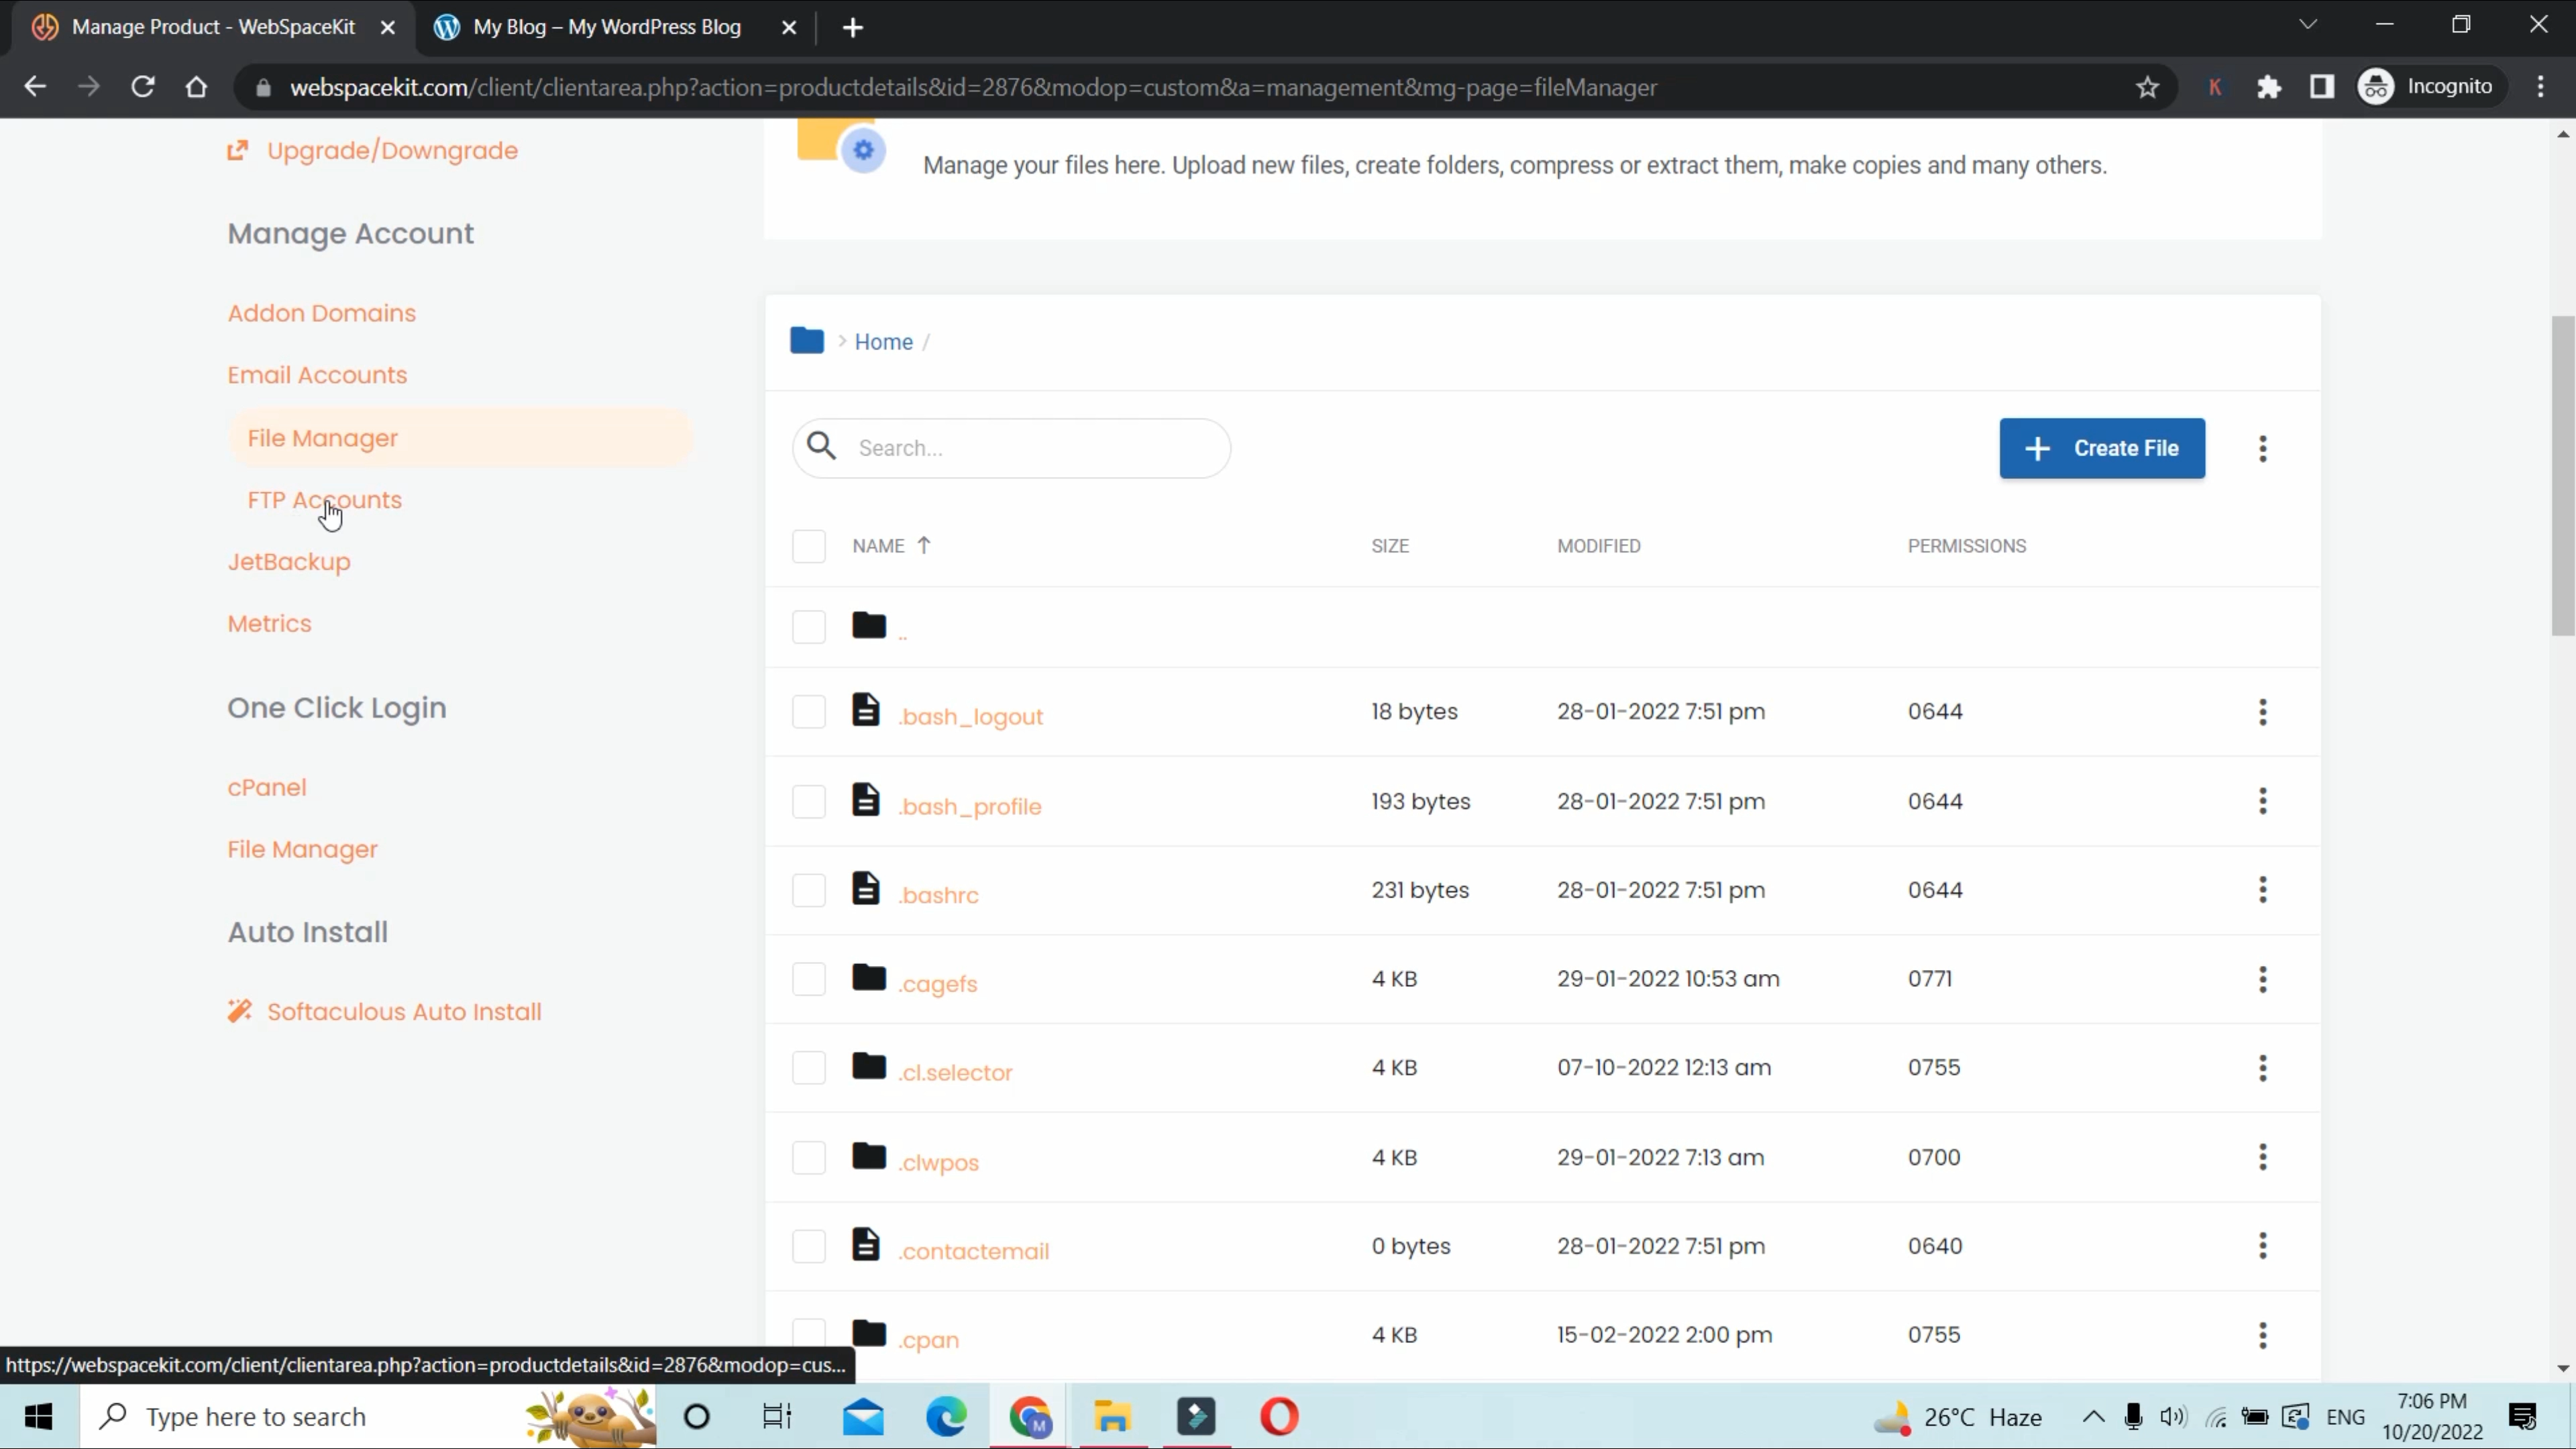 Manage Product - WebSpaceKit
My Blog – My WordPress Blog
webspacekit.com/client/clientarea.php?action=productdetails&id=2876&modop=custom&a=management&mg-page=fileManager
K
Incognito
Upgrade/Downgrade
Manage your files here. Upload new files, create folders, compress or extract them, make copies and many others.
Manage Account
Addon Domains
Email Accounts
File Manager
FTP Accounts
JetBackup
Metrics
One Click Login
cPanel
File Manager
Auto Install
Softaculous Auto Install
> Home /
Search...
+ Create File
NAME ↑ SIZE MODIFIED PERMISSIONS
..
.bash_logout 18 bytes 28-01-2022 7:51 pm 0644
.bash_profile 193 bytes 28-01-2022 7:51 pm 0644
.bashrc 231 bytes 28-01-2022 7:51 pm 0644
.cagefs 4 KB 29-01-2022 10:53 am 0771
.cl.selector 4 KB 07-10-2022 12:13 am 0755
.clwpos 4 KB 29-01-2022 7:13 am 0700
.contactemail 0 bytes 28-01-2022 7:51 pm 0640
.cpan 4 KB 15-02-2022 2:00 pm 0755
https://webspacekit.com/client/clientarea.php?action=productdetails&id=2876&modop=cus...
Type here to search
M
26°C Haze
ENG
7:06 PM
10/20/2022